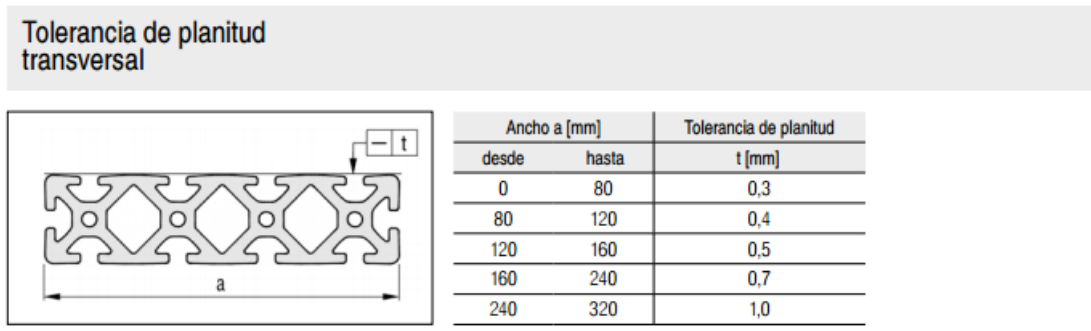 Tolerancia de planitud
transversal
— t
a
Ancho a [mm] Tolerancia de planitud
desde hasta t [mm]
0 80 0,3
80 120 0,4
120 160 0,5
160 240 0,7
240 320 1,0